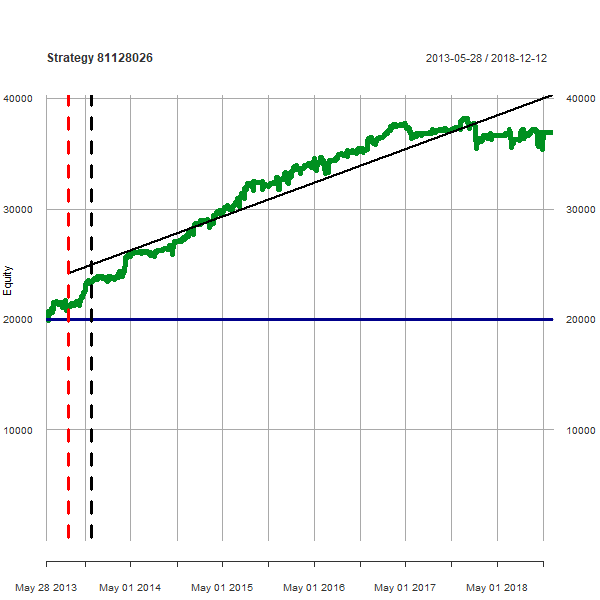 Strategy 81128026
2013-05-28 / 2018-12-12
40000
40000
30000
30000
Equity
20000
20000
10000
10000
May 28 2013
May 01 2014
May 01 2015
May 01 2016
May 01 2017
May 01 2018